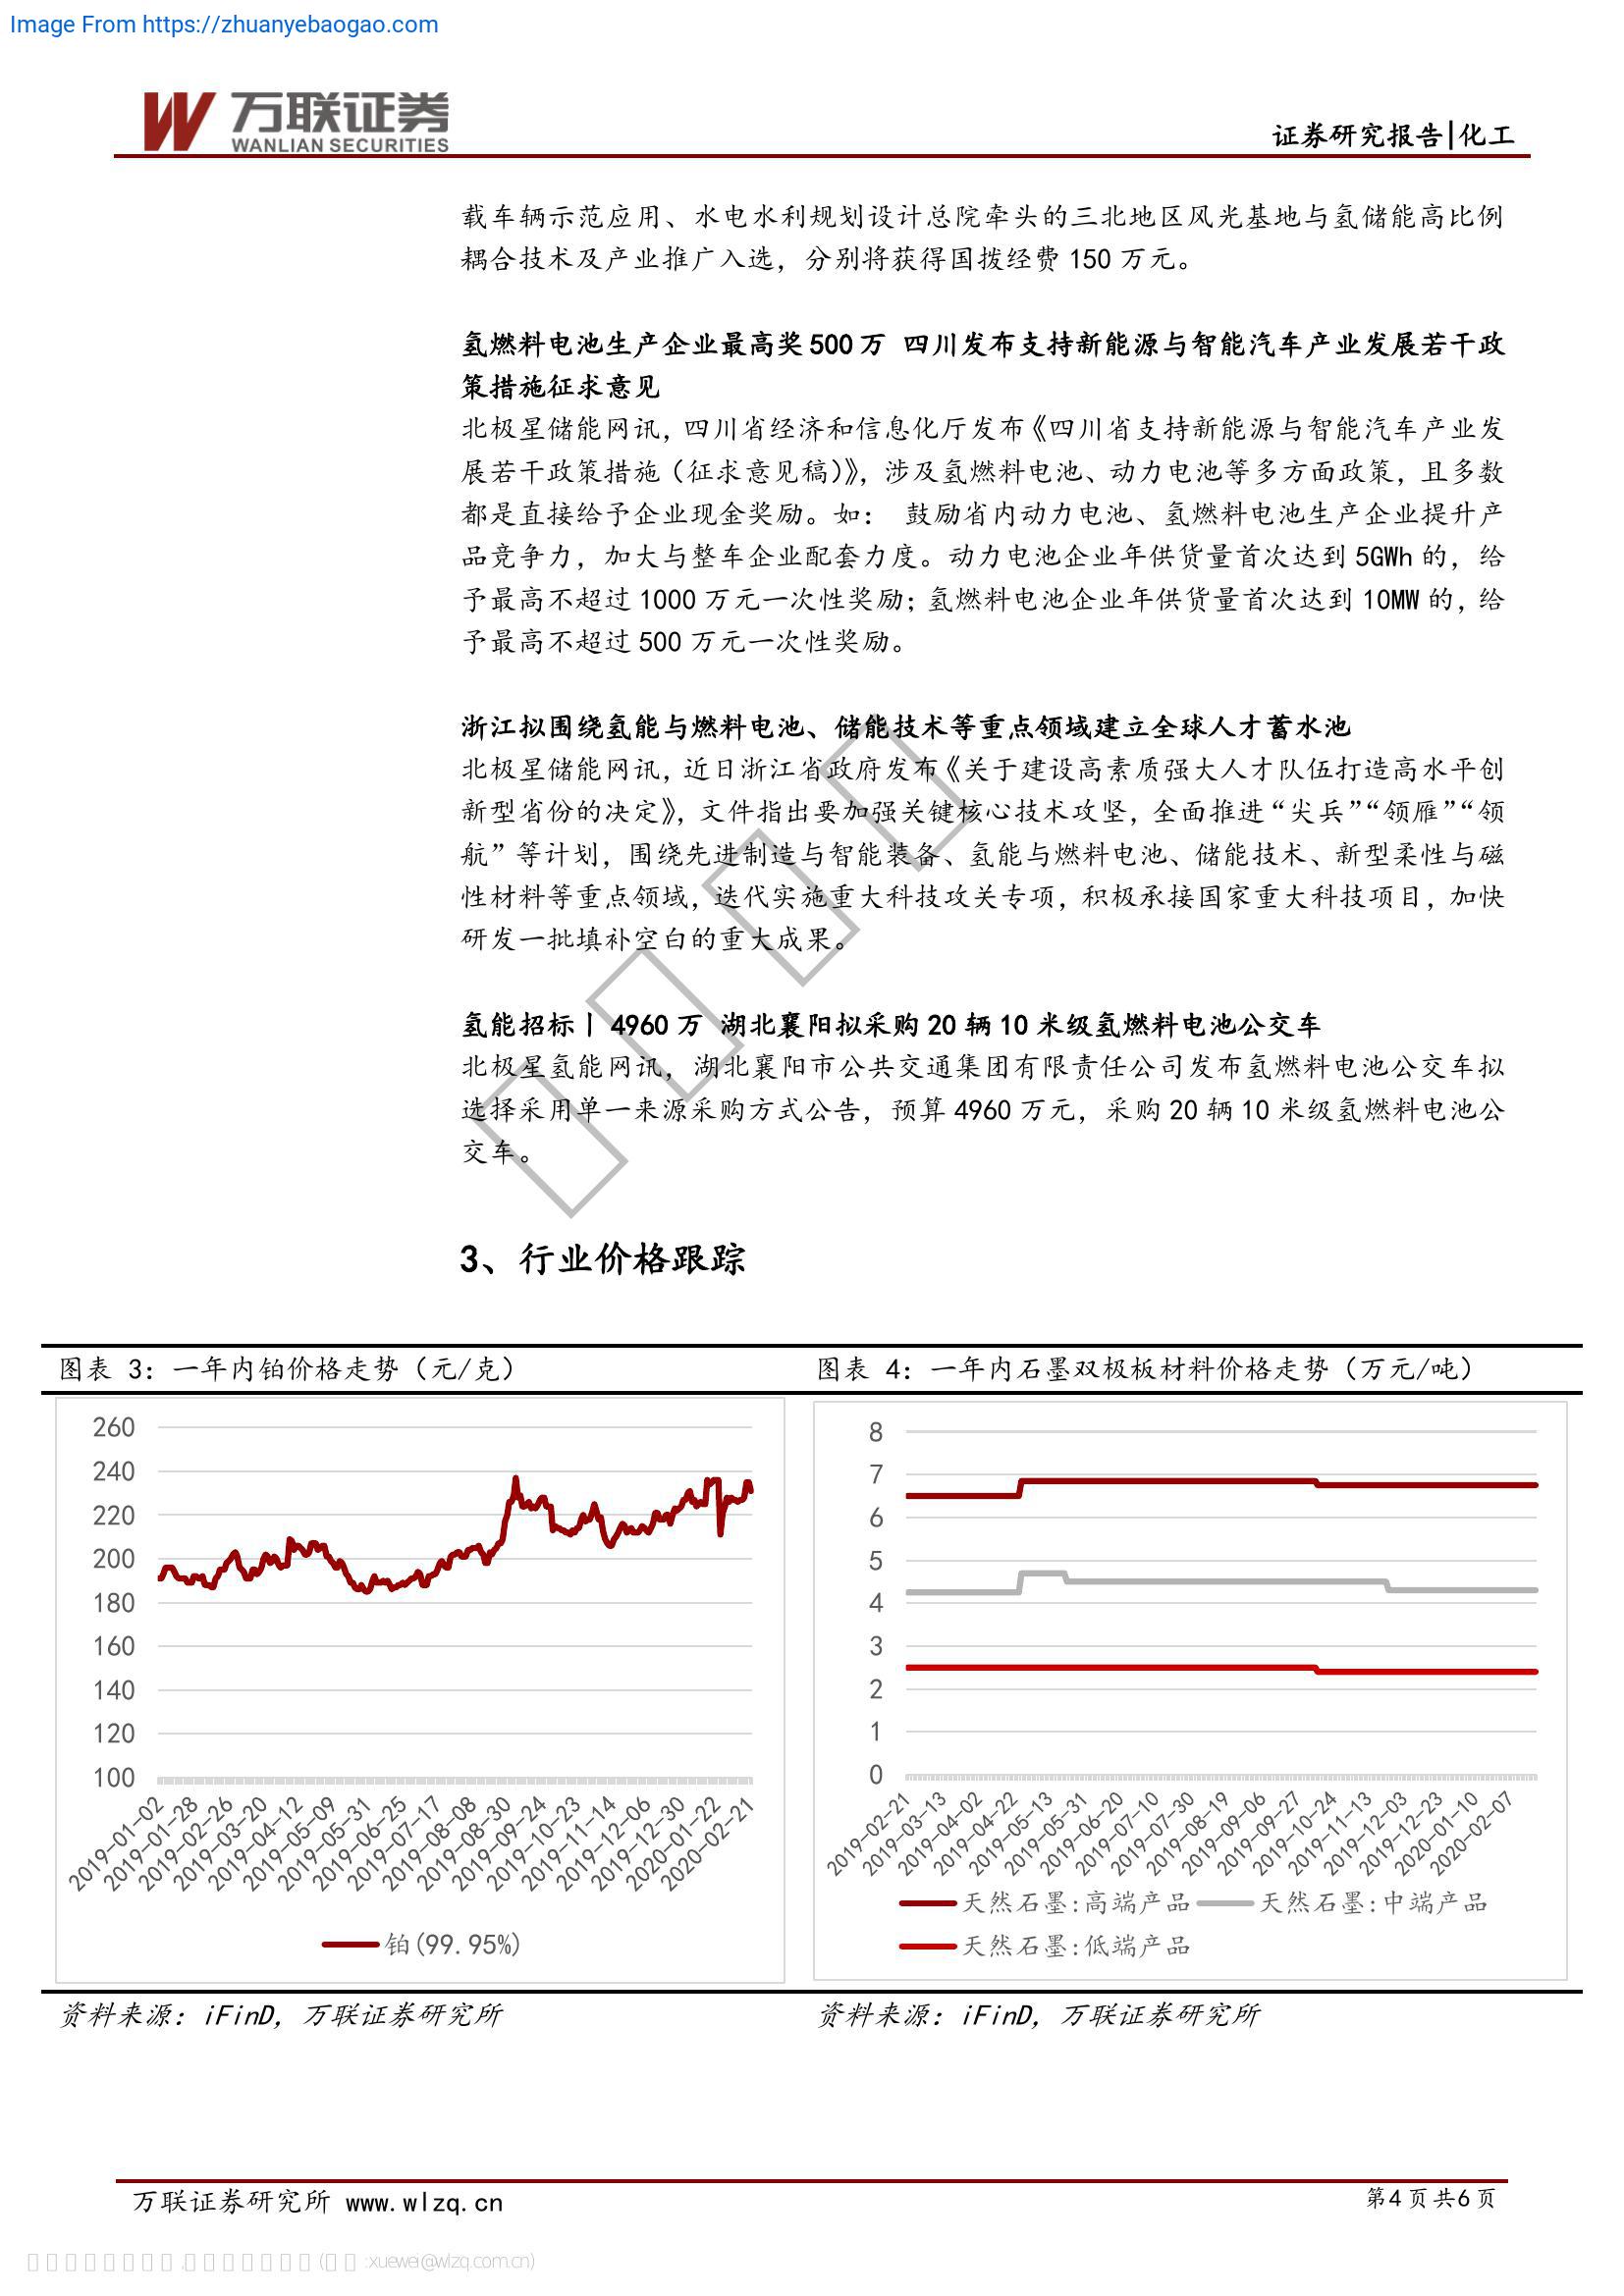 Image From https://zhuanyebaogao.com
万联证券
WANLIAN SECURITIES
证券研究报告|化工
载车辆示范应用、水电水利规划设计总院牵头的三北地区风光基地与氢储能高比例
耦合技术及产业推广入选，分别将获得国拨经费 150 万元。
氢燃料电池生产企业最高奖 500 万 四川发布支持新能源与智能汽车产业发展若干政
策措施征求意见
北极星储能网讯，四川省经济和信息化厅发布《四川省支持新能源与智能汽车产业发
展若干政策措施（征求意见稿）》，涉及氢燃料电池、动力电池等多方面政策，且多数
都是直接给予企业现金奖励。如： 鼓励省内动力电池、氢燃料电池生产企业提升产
品竞争力，加大与整车企业配套力度。动力电池企业年供货量首次达到 5GWh 的，给
予最高不超过 1000 万元一次性奖励；氢燃料电池企业年供货量首次达到 10MW 的，给
予最高不超过 500 万元一次性奖励。
浙江拟围绕氢能与燃料电池、储能技术等重点领域建立全球人才蓄水池
北极星储能网讯，近日浙江省政府发布《关于建设高素质强大人才队伍打造高水平创
新型省份的决定》，文件指出要加强关键核心技术攻坚，全面推进“尖兵”“领雁”“领
航”等计划，围绕先进制造与智能装备、氢能与燃料电池、储能技术、新型柔性与磁
性材料等重点领域，迭代实施重大科技攻关专项，积极承接国家重大科技项目，加快
研发一批填补空白的重大成果。
氢能招标丨 4960 万 湖北襄阳拟采购 20 辆 10 米级氢燃料电池公交车
北极星氢能网讯，湖北襄阳市公共交通集团有限责任公司发布氢燃料电池公交车拟
选择采用单一来源采购方式公告，预算 4960 万元，采购 20 辆 10 米级氢燃料电池公
交车。
3、行业价格跟踪
图表 3：一年内铂价格走势（元/克）
260
240
220
200
180
160
140
120
100
2019-01-02
2019-01-28
2019-02-26
2019-03-20
2019-04-12
2019-05-09
2019-05-31
2019-06-25
2019-07-17
2019-08-08
2019-08-30
2019-09-24
2019-10-23
2019-11-14
2019-12-06
2019-12-30
2020-01-22
2020-02-21
铂(99.95%)
资料来源：iFinD，万联证券研究所
图表 4：一年内石墨双极板材料价格走势（万元/吨）
8
7
6
5
4
3
2
1
0
2019-02-21
2019-03-13
2019-04-02
2019-04-22
2019-05-13
2019-05-31
2019-06-20
2019-07-10
2019-07-30
2019-08-19
2019-09-06
2019-09-27
2019-10-24
2019-11-13
2019-12-03
2019-12-23
2020-01-10
2020-02-07
天然石墨:高端产品
天然石墨:中端产品
天然石墨:低端产品
资料来源：iFinD，万联证券研究所
万联证券研究所 www.wlzq.cn
第 4 页 共 6 页
:xuewei@wlzq.com.cn)